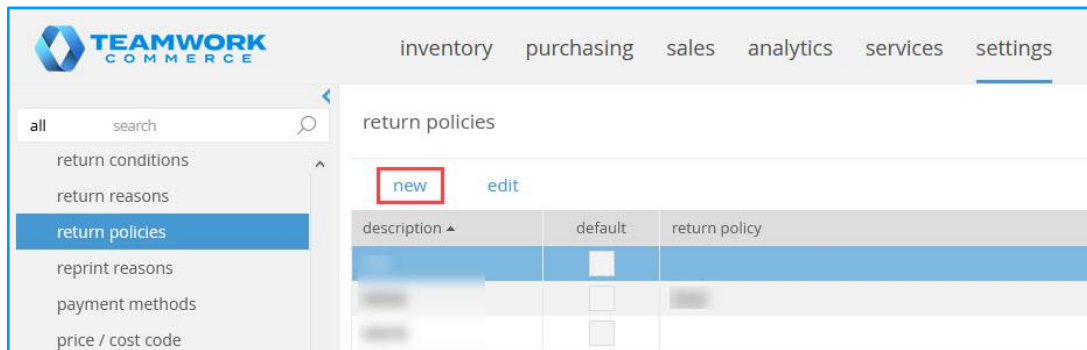 TEAMWORK
COMMERCE
inventory purchasing sales analytics services settings
all search
return policies
return conditions
return reasons
return policies
reprint reasons
payment methods
price / cost code
new edit
description default return policy